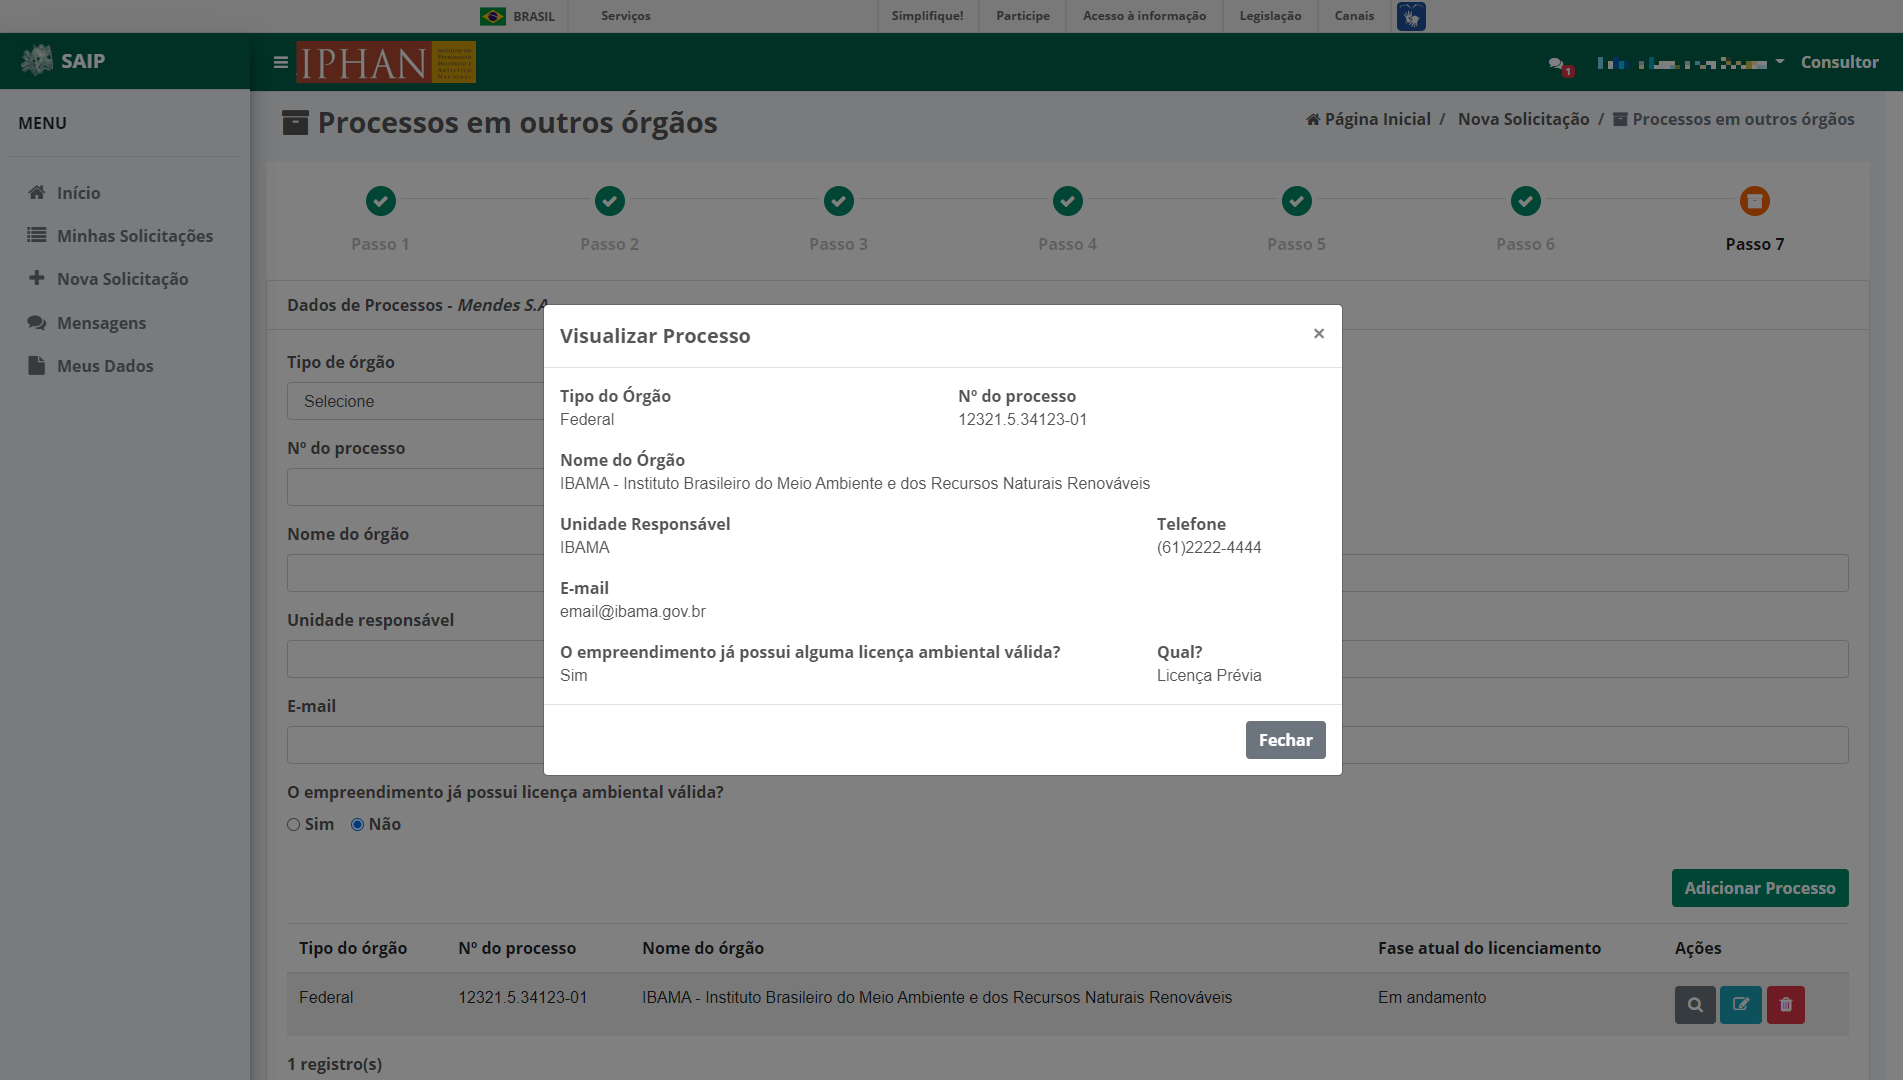 BRASIL Serviços Simplifique! Participe Acesso à informação Legislação Canais
SAIP
IPHAN INSTITUTO DO PATRIMÔNIO HISTÓRICO E ARTÍSTICO NACIONAL
1
Consultor
MENU
Início
Minhas Solicitações
Nova Solicitação
Mensagens
Meus Dados
Processos em outros órgãos
Página Inicial / Nova Solicitação / Processos em outros órgãos
Passo 1 Passo 2 Passo 3 Passo 4 Passo 5 Passo 6 Passo 7
Dados de Processos - Mendes S.A
Tipo de órgão
Selecione
Nº do processo
Nome do órgão
Unidade responsável
E-mail
O empreendimento já possui licença ambiental válida?
Sim Não
Visualizar Processo ×
Tipo do Órgão Nº do processo
Federal 12321.5.34123-01
Nome do Órgão
IBAMA - Instituto Brasileiro do Meio Ambiente e dos Recursos Naturais Renováveis
Unidade Responsável Telefone
IBAMA (61)2222-4444
E-mail
email@ibama.gov.br
O empreendimento já possui alguma licença ambiental válida? Qual?
Sim Licença Prévia
Fechar
Adicionar Processo
Tipo do órgão Nº do processo Nome do órgão Fase atual do licenciamento Ações
Federal 12321.5.34123-01 IBAMA - Instituto Brasileiro do Meio Ambiente e dos Recursos Naturais Renováveis Em andamento
1 registro(s)